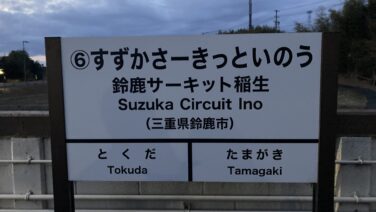 ⑥すずかさーきっといのう
鈴鹿サーキット稲生
Suzuka Circuit Ino
(三重県鈴鹿市)
とくだ
Tokuda
たまがき
Tamagaki